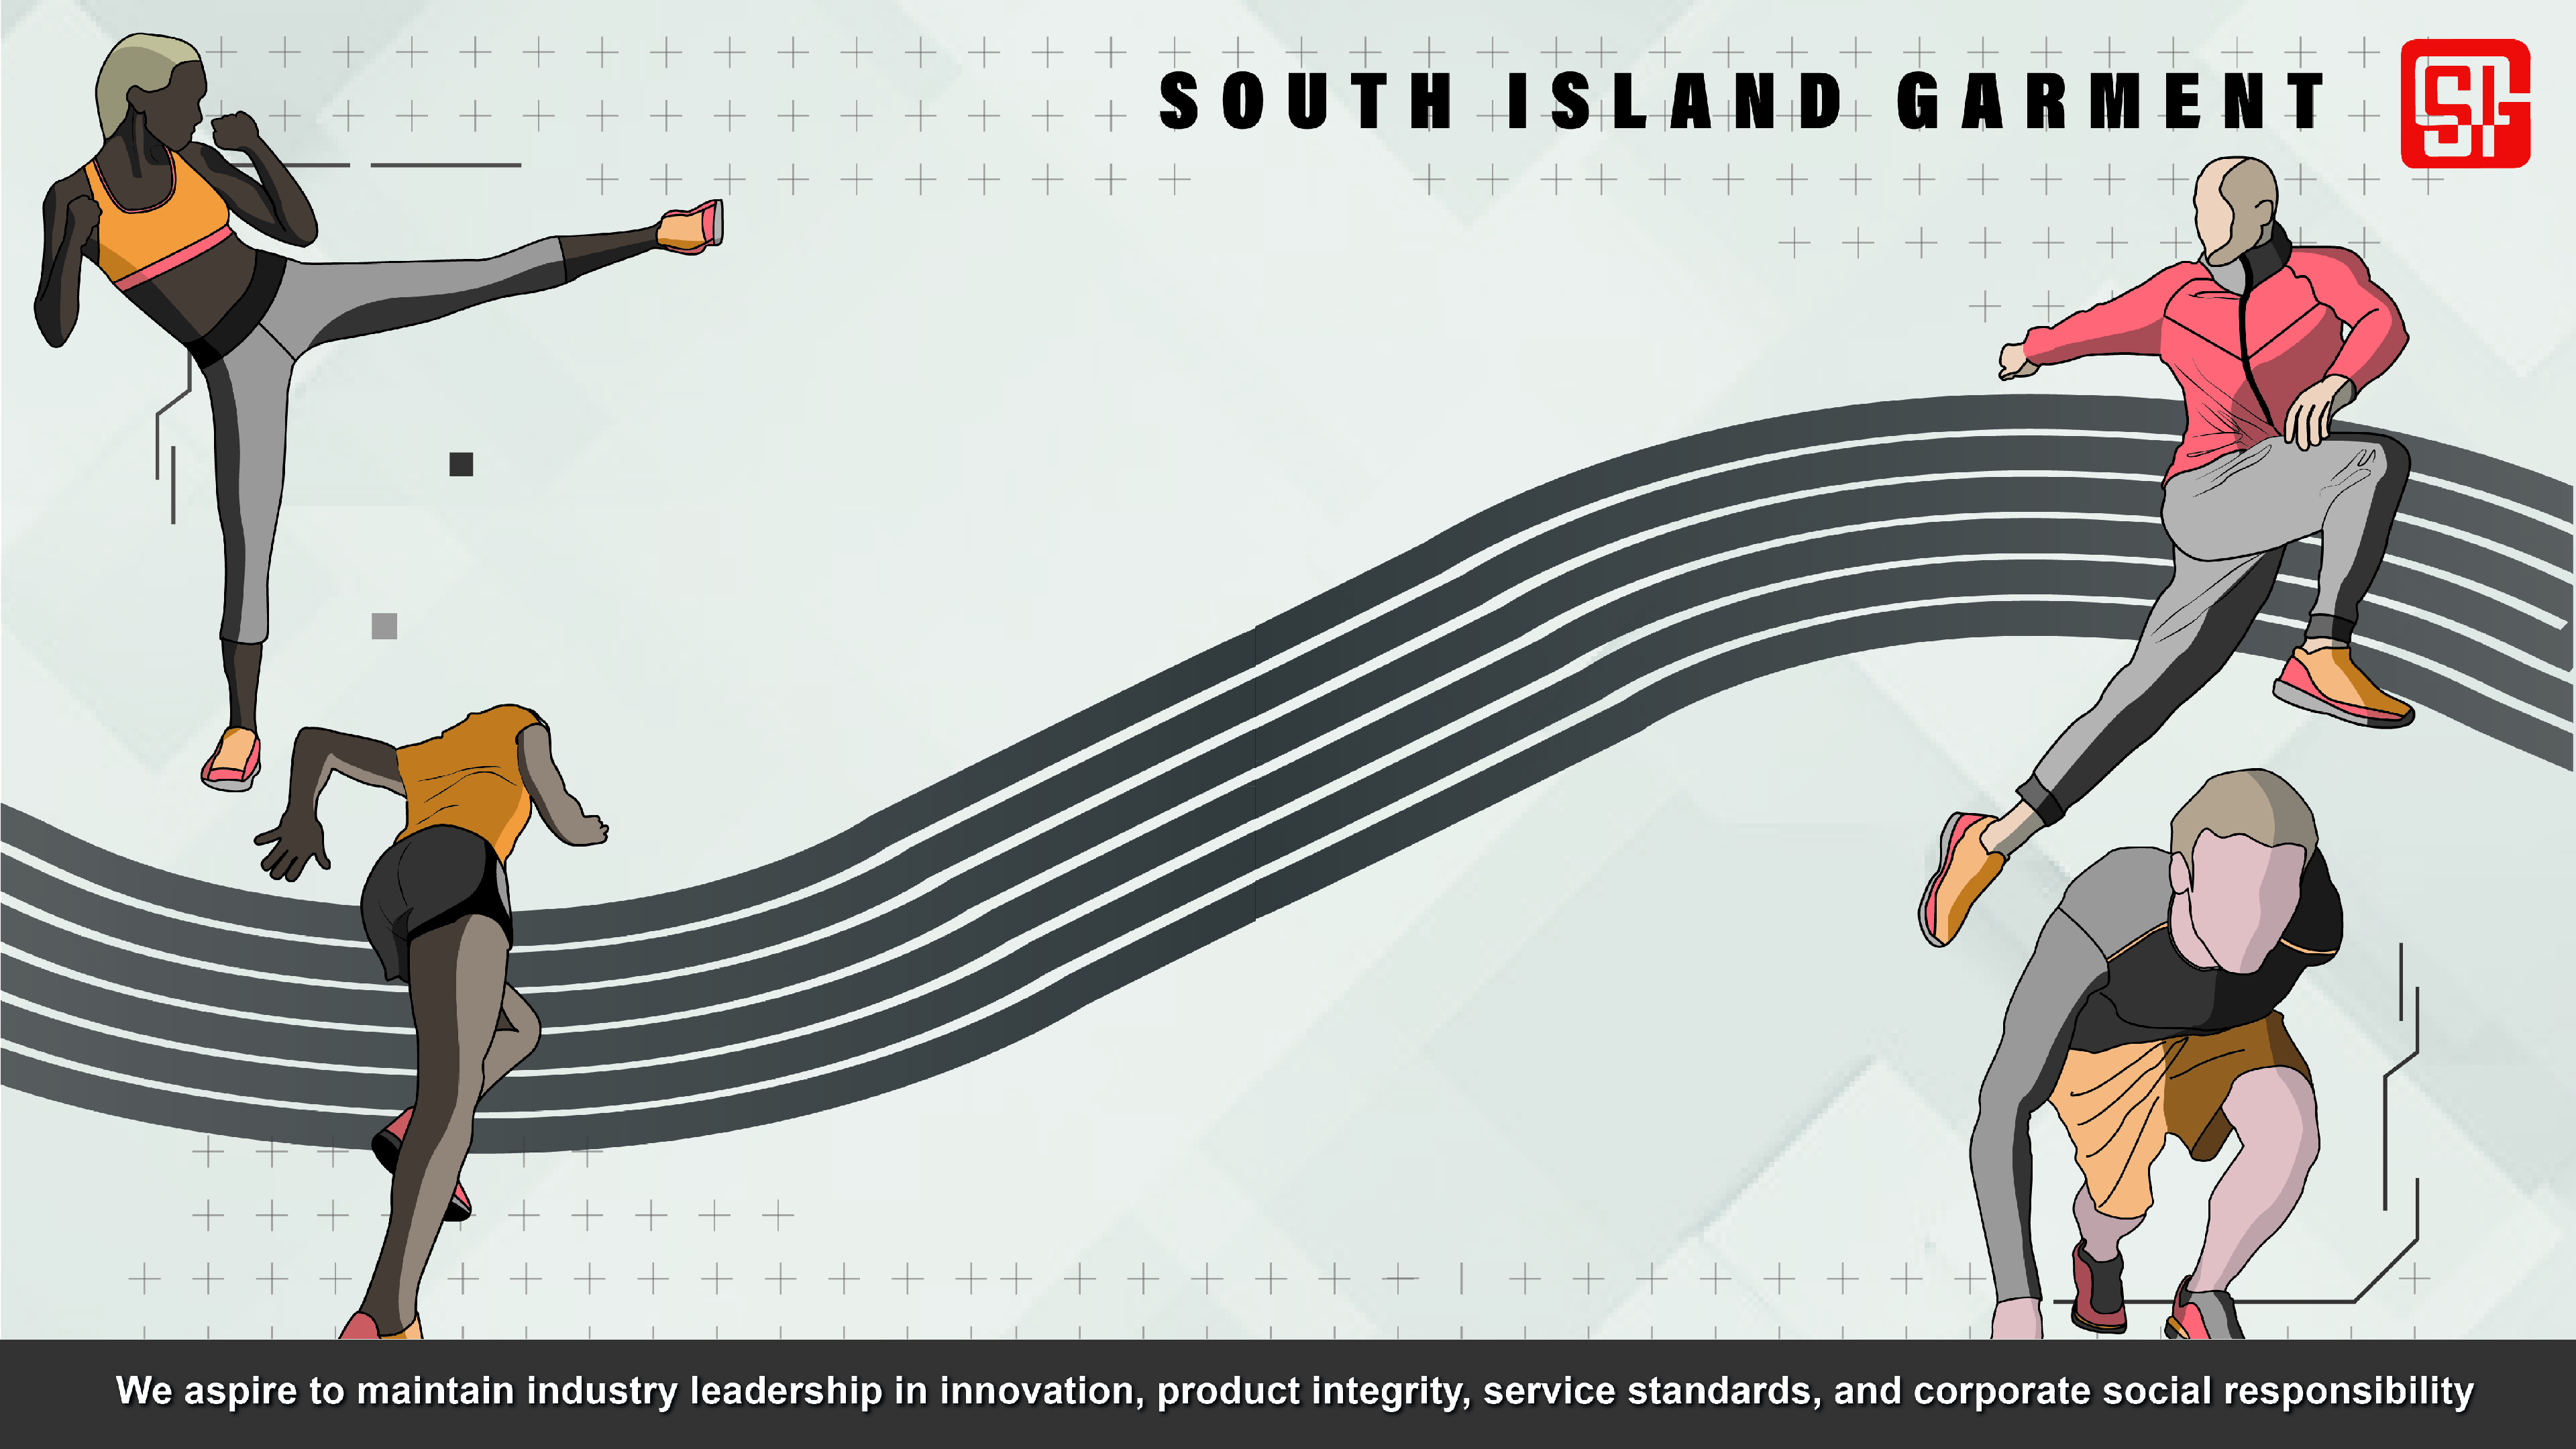 SOUTH ISLAND GARMENT
SIG
We aspire to maintain industry leadership in innovation, product integrity, service standards, and corporate social responsibility